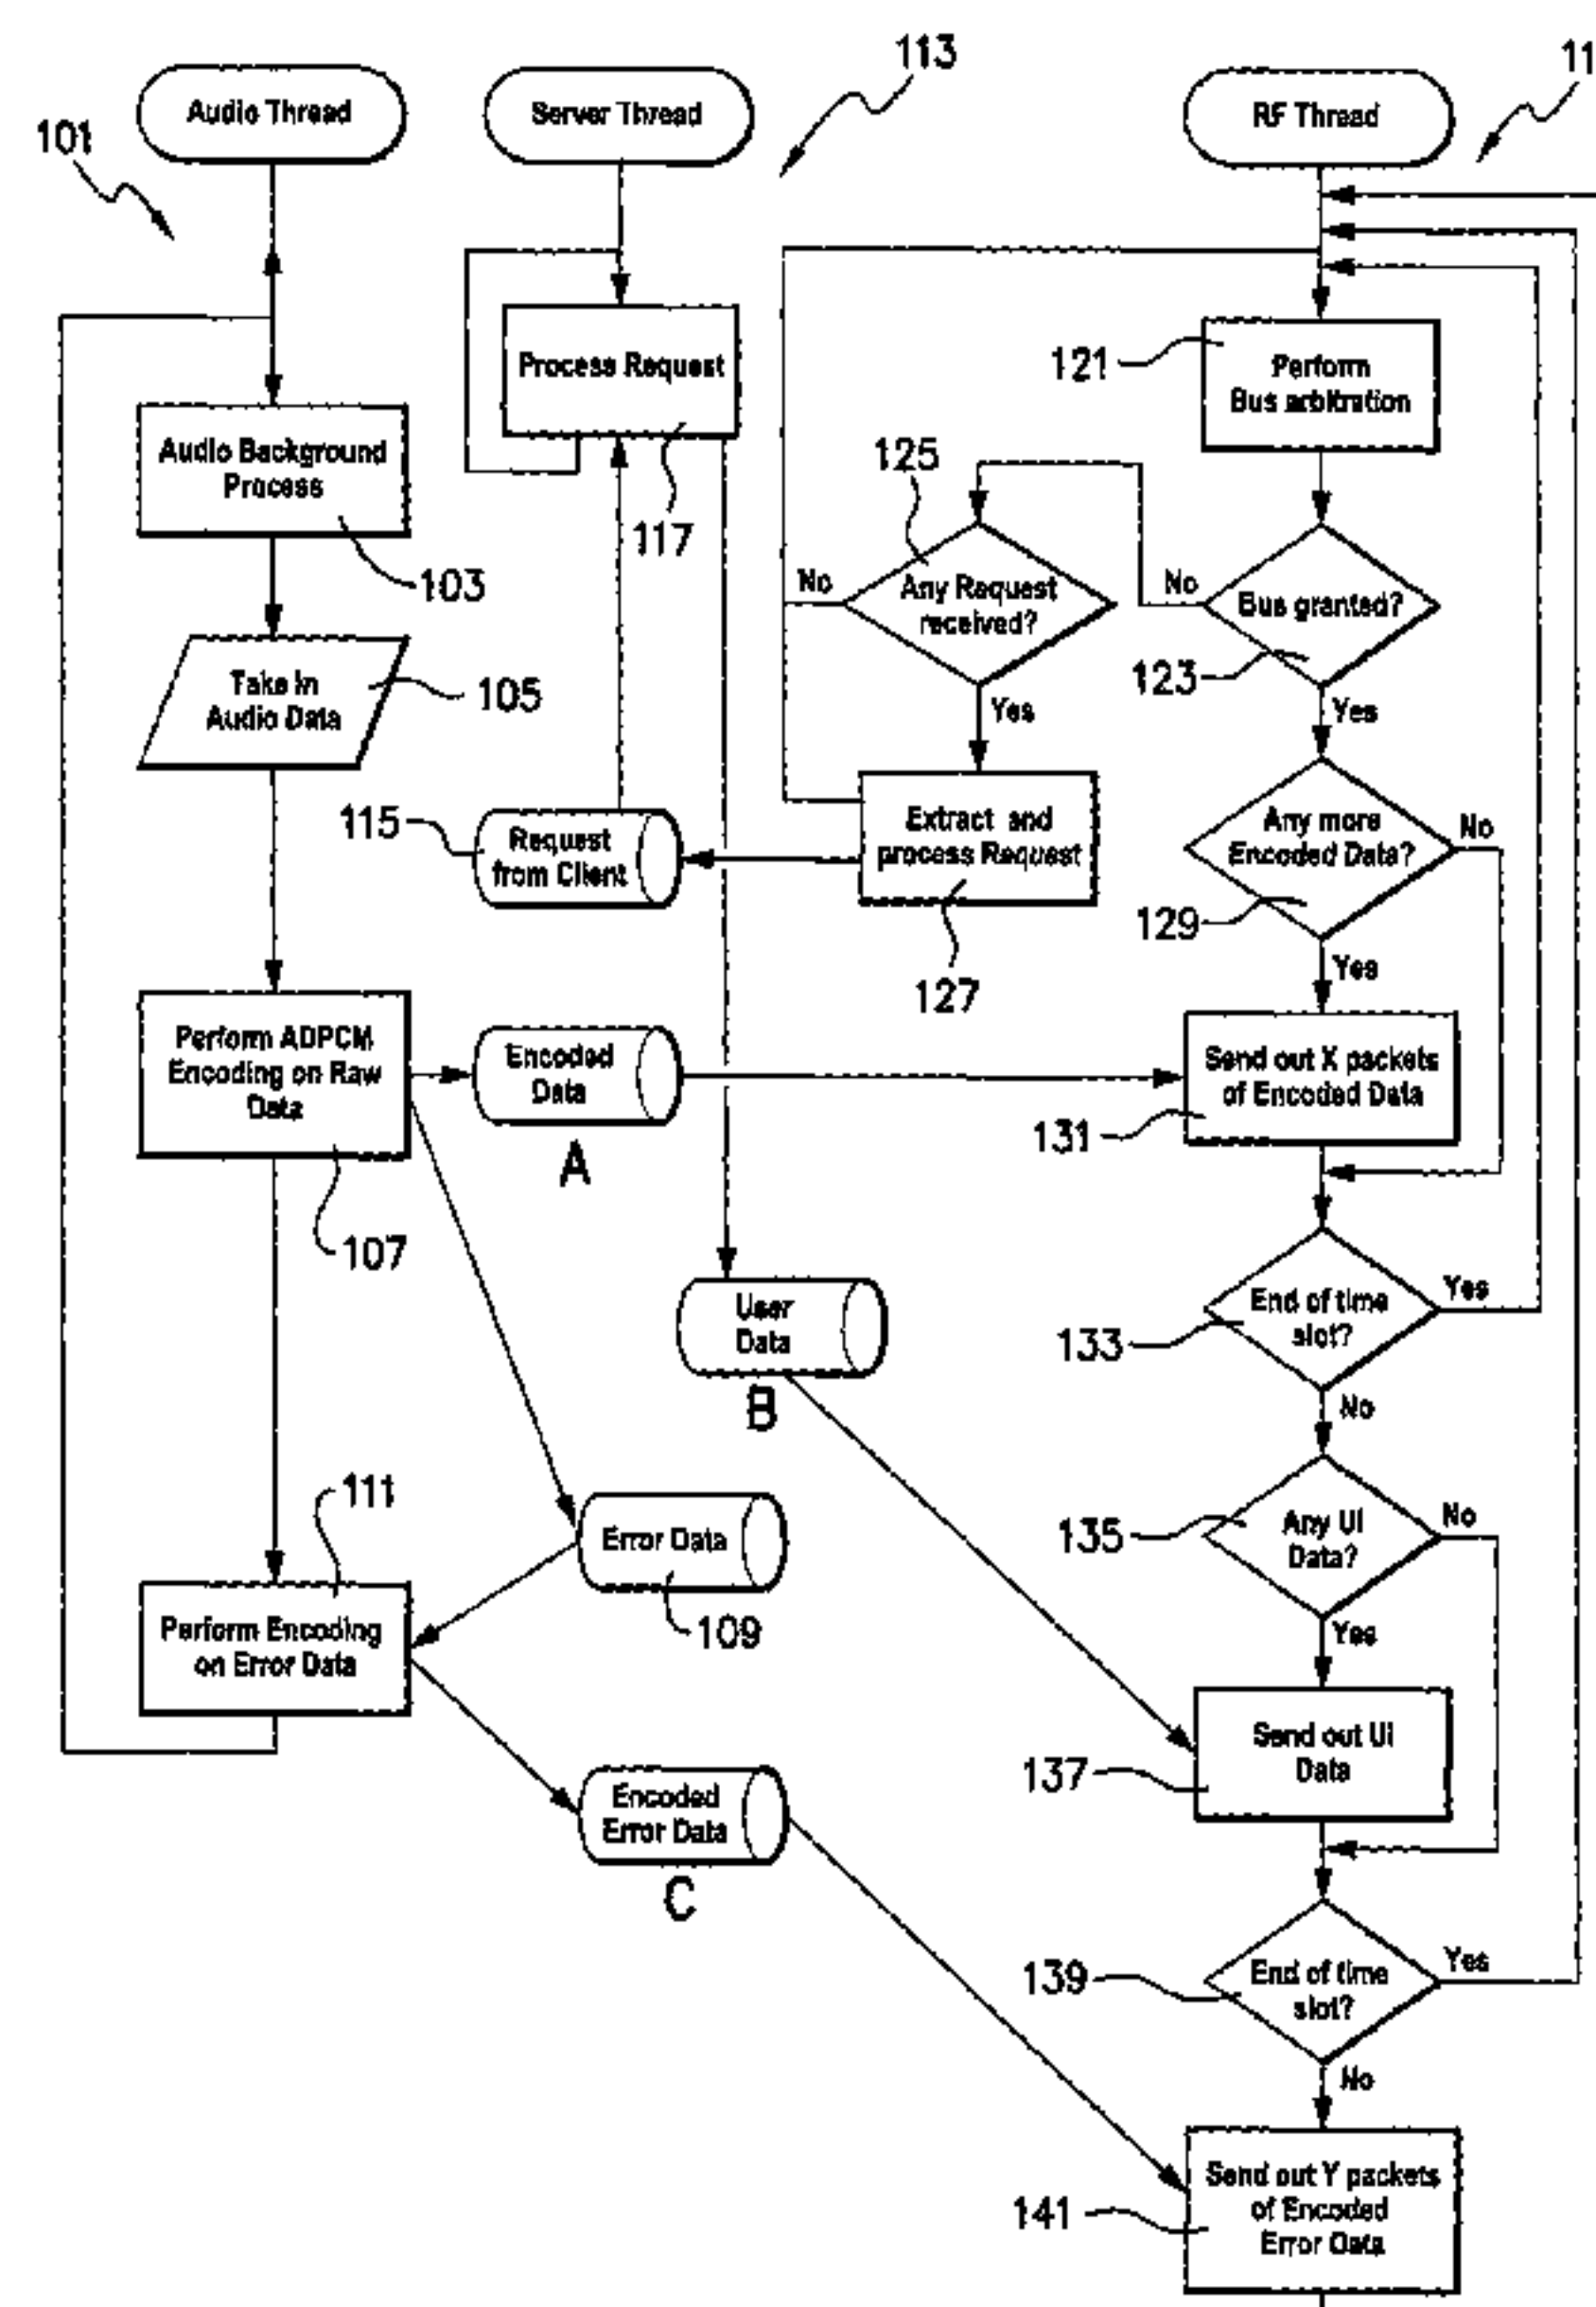 113
11
Audio Thread
Server Thread
RF Thread
101
Process Request
121
Perform
Bus arbitration
Audio Background
Process
125
117
103
No
Any Request
received?
No
Bus granted?
123
Take In
Audio Data
105
Yes
Yes
115
Request
from Client
Extract and
process Request
Any more
Encoded Data?
No
129
127
Yes
Perform ADPCM
Encoding on Raw
Data
Encoded
Data
Send out X packets
of Encoded Data
131
A
107
User
Data
End of time
slot?
Yes
133
B
No
111
Error Data
135
Any UI
Data?
No
109
Yes
Perform Encoding
on Error Data
Send out UI
Data
137
Encoded
Error Data
C
139
End of time
slot?
Yes
No
Send out Y packets
of Encoded
Error Data
141